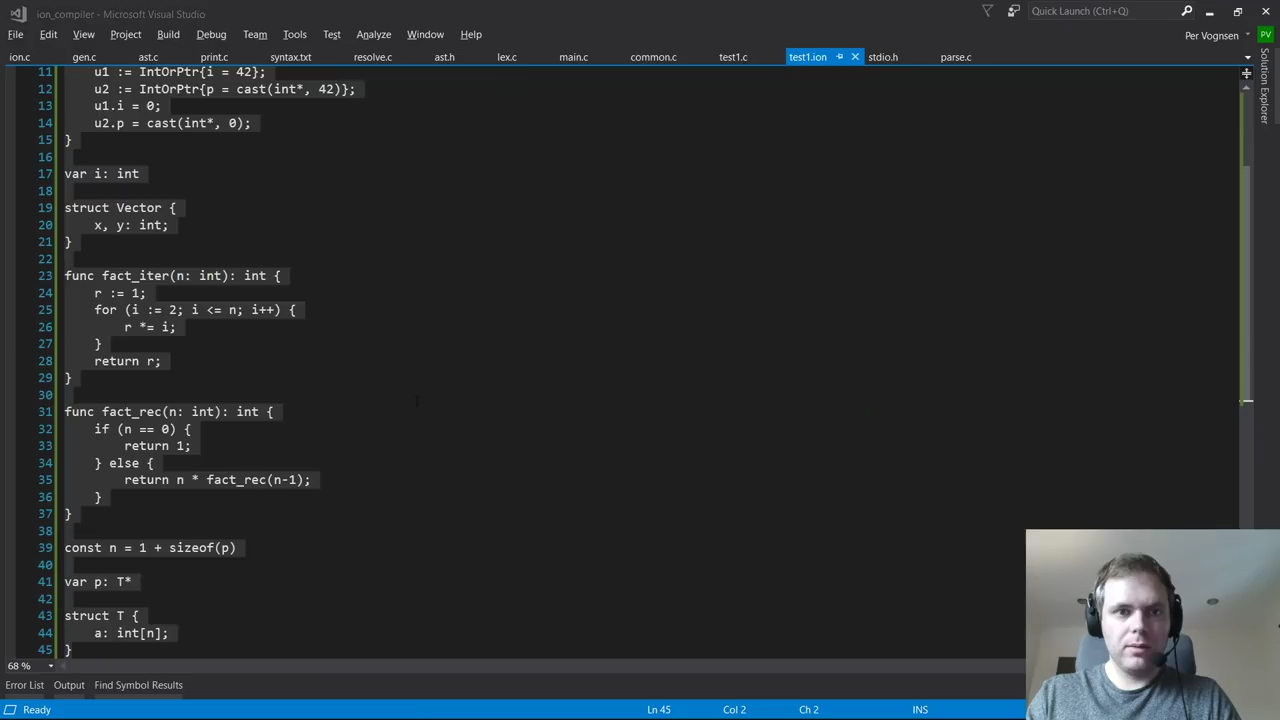 ion_compiler - Microsoft Visual Studio
Quick Launch (Ctrl+Q)
File Edit View Project Build Debug Team Tools Test Analyze Window Help
Per Vognsen PV
ion.c gen.c ast.c print.c syntax.txt resolve.c ast.h lex.c common.c main.c test1.c test1.ion stdio.h parse.c
Solution Explorer
11 u1 := IntOrPtr{i = 42};
12 u2 := IntOrPtr{p = cast(int*, 42)};
13 u1.i = 0;
14 u2.p = cast(int*, 0);
15 }
16
17 var i: int
18
19 struct Vector {
20 x, y: int;
21 }
22
23 func fact_iter(n: int): int {
24 r := 1;
25 for (i := 2; i <= n; i++) {
26 r *= i;
27 }
28 return r;
29 }
30
31 func fact_rec(n: int): int {
32 if (n == 0) {
33 return 1;
34 } else {
35 return n * fact_rec(n-1);
36 }
37 }
38
39 const n = 1 + sizeof(p)
40
41 var p: T*
42
43 struct T {
44 a: int[n];
45 }
68 %
Error List Output Find Symbol Results
Ready Ln 45 Col 2 Ch 2 INS